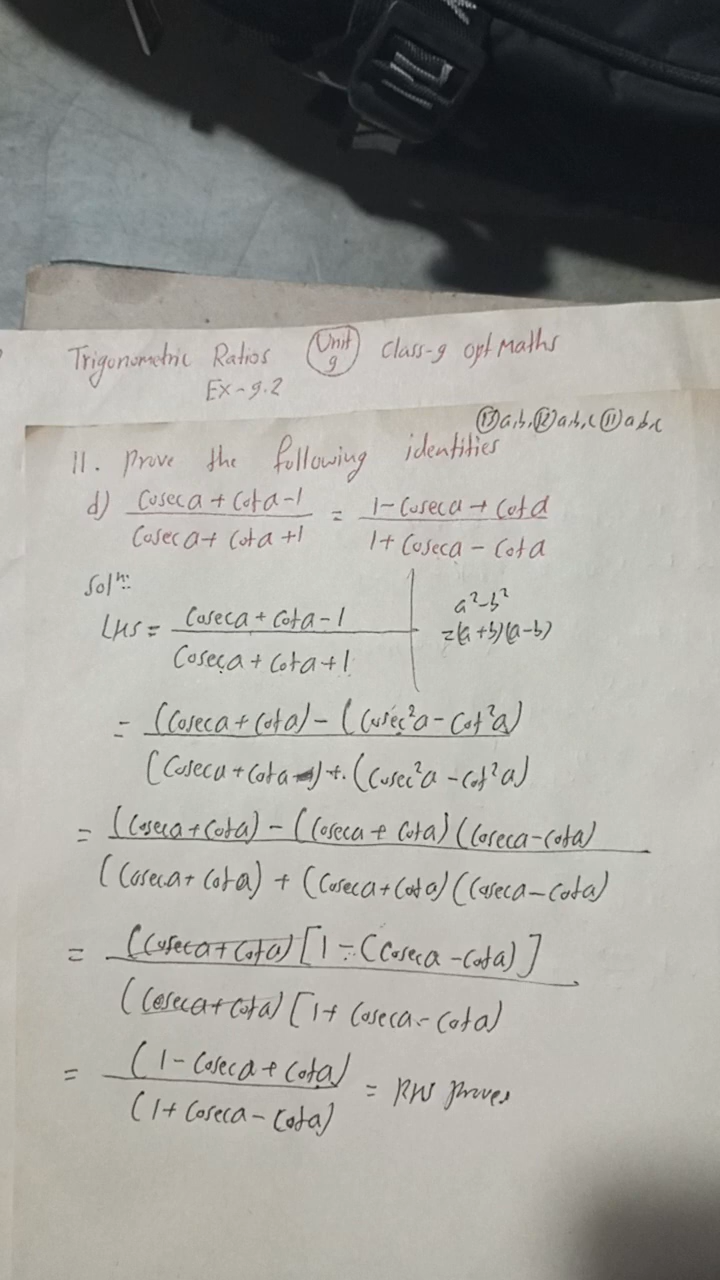 Trigonometric Ratios (Unit 9) Class-9 opt Maths
Ex-9.2
(13)a,b,(12)a,b,c(11)abc
11. Prove the following identities
d) (Coseca + Cota - 1)/(Coseca + Cota + 1) = (1 - Coseca + Cota)/(1 + Coseca - Cota)
Solⁿ:
LHS = (Coseca + Cota - 1)/(Coseca + Cota + 1)
a²-b²
=(a+b)(a-b)
= ((Coseca + Cota) - (Cosec²a - Cot²a))/((Coseca + Cota) + (Cosec²a - Cot²a))
= ((Coseca + Cota) - (Coseca + Cota)(Coseca - Cota))/((Coseca + Cota) + (Coseca + Cota)(Coseca - Cota))
= ((Coseca + Cota)[1 - (Coseca - Cota)])/((Coseca + Cota)[1 + Coseca - Cota)
= (1 - Coseca + Cota)/(1 + Coseca - Cota) = RHS